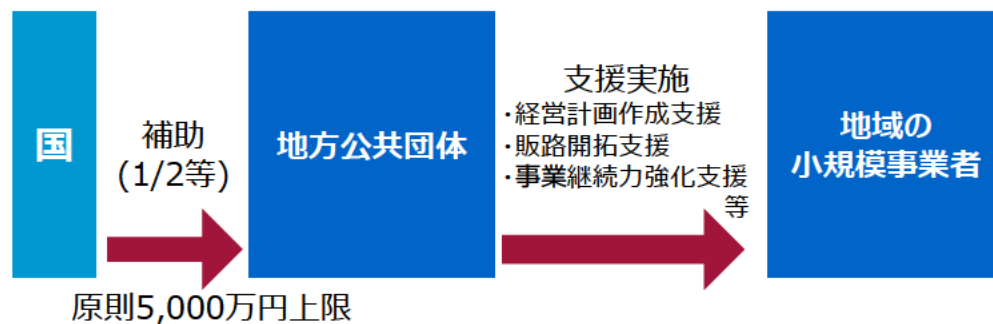 国
補助
(1/2等)
原則5,000万円上限
地方公共団体
支援実施
・経営計画作成支援
・販路開拓支援
・事業継続力強化支援
等
地域の
小規模事業者